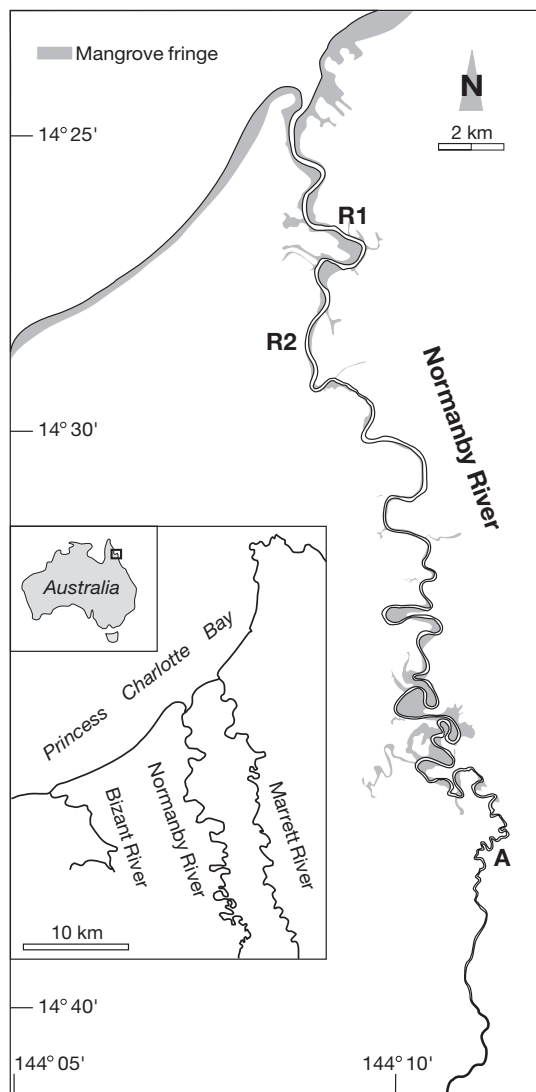 Mangrove fringe
N
2 km
14° 25'
R1
R2
Normanby River
14° 30'
Australia
Princess Charlotte Bay
Bizant River
Normanby River
Marrett River
10 km
A
14° 40'
144° 05'
144° 10'